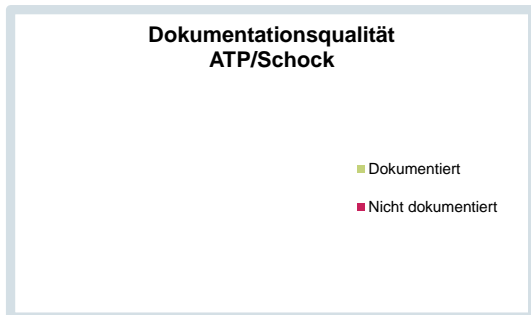 Dokumentationsqualität
ATP/Schock
Dokumentiert
Nicht dokumentiert